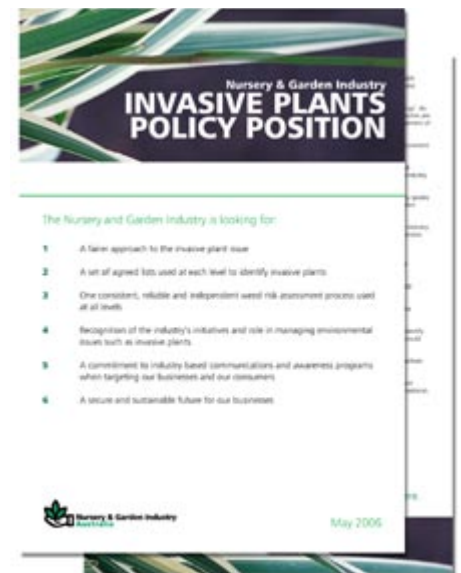 Nursery & Garden Industry
INVASIVE PLANTS
POLICY POSITION
The Nursery and Garden Industry is looking for:
1 A fairer approach to the invasive plant issue
2 A set of agreed lists used at each level to identify invasive plants
3 One consistent, reliable and independent weed risk assessment process used
at all levels
4 Recognition of the industry's initiatives and role in managing environmental
issues such as invasive plants
5 A commitment to industry based communications and awareness programs
when targeting our businesses and our consumers
6 A secure and sustainable future for our businesses
Nursery & Garden Industry
Australia
May 2006